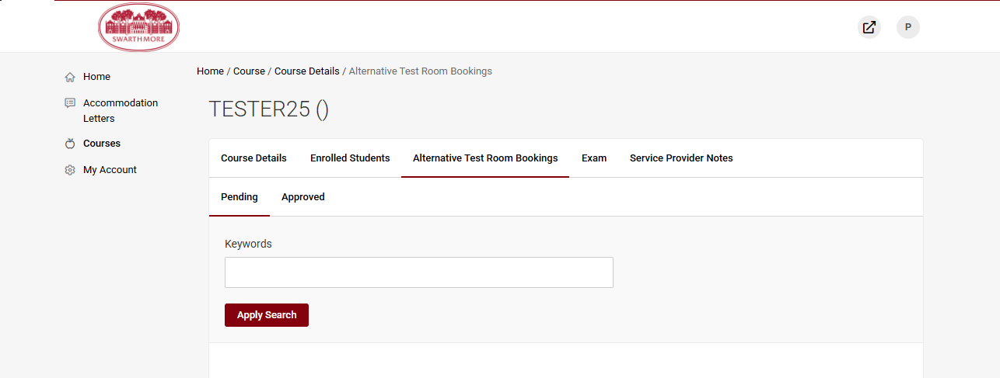 SWARTHMORE
P
Home
Accommodation
Letters
Courses
My Account
Home / Course / Course Details / Alternative Test Room Bookings
TESTER25 ()
Course Details Enrolled Students Alternative Test Room Bookings Exam Service Provider Notes
Pending Approved
Keywords
Apply Search